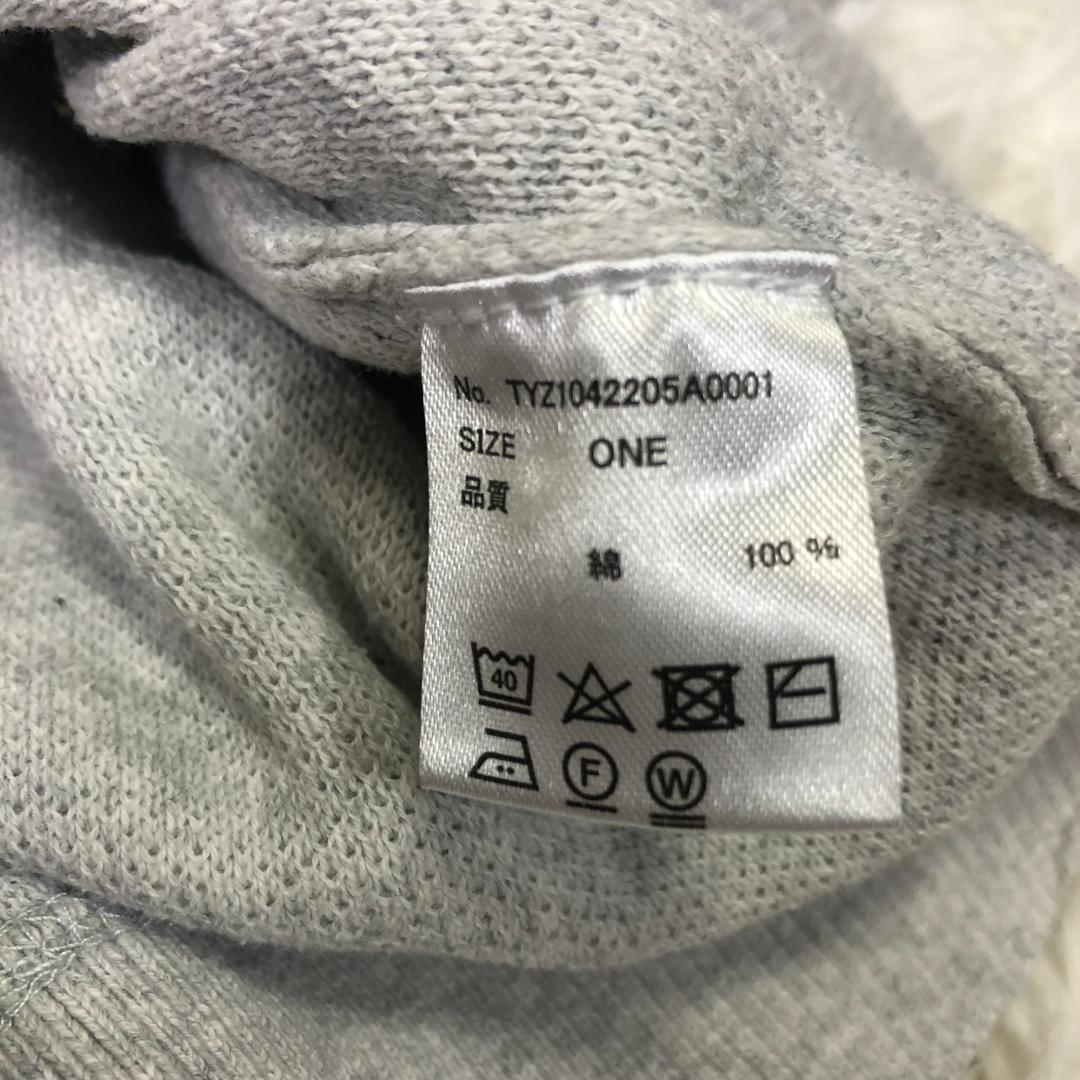 No. TYZ1042205A0001
SIZE ONE
品質
綿 100 %
40
F W